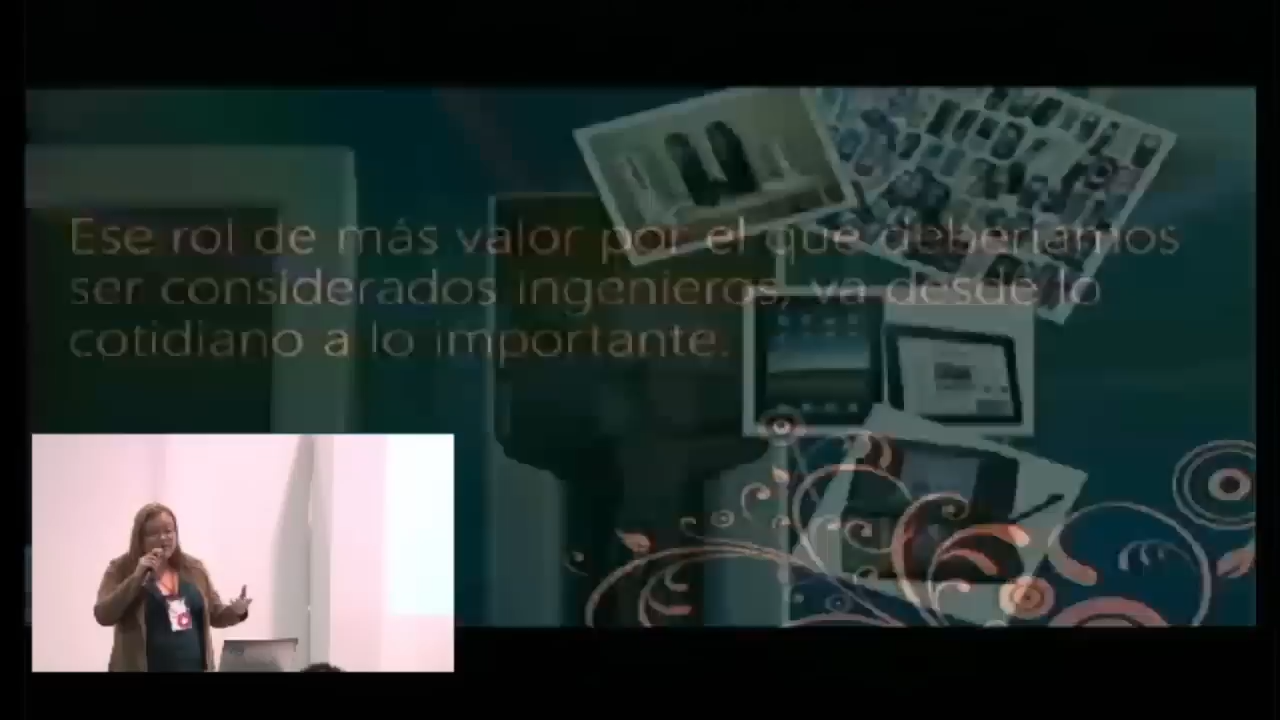 Ese rol de más valor por el que deberíamos
ser considerados ingenieros, va desde lo
cotidiano a lo importante.